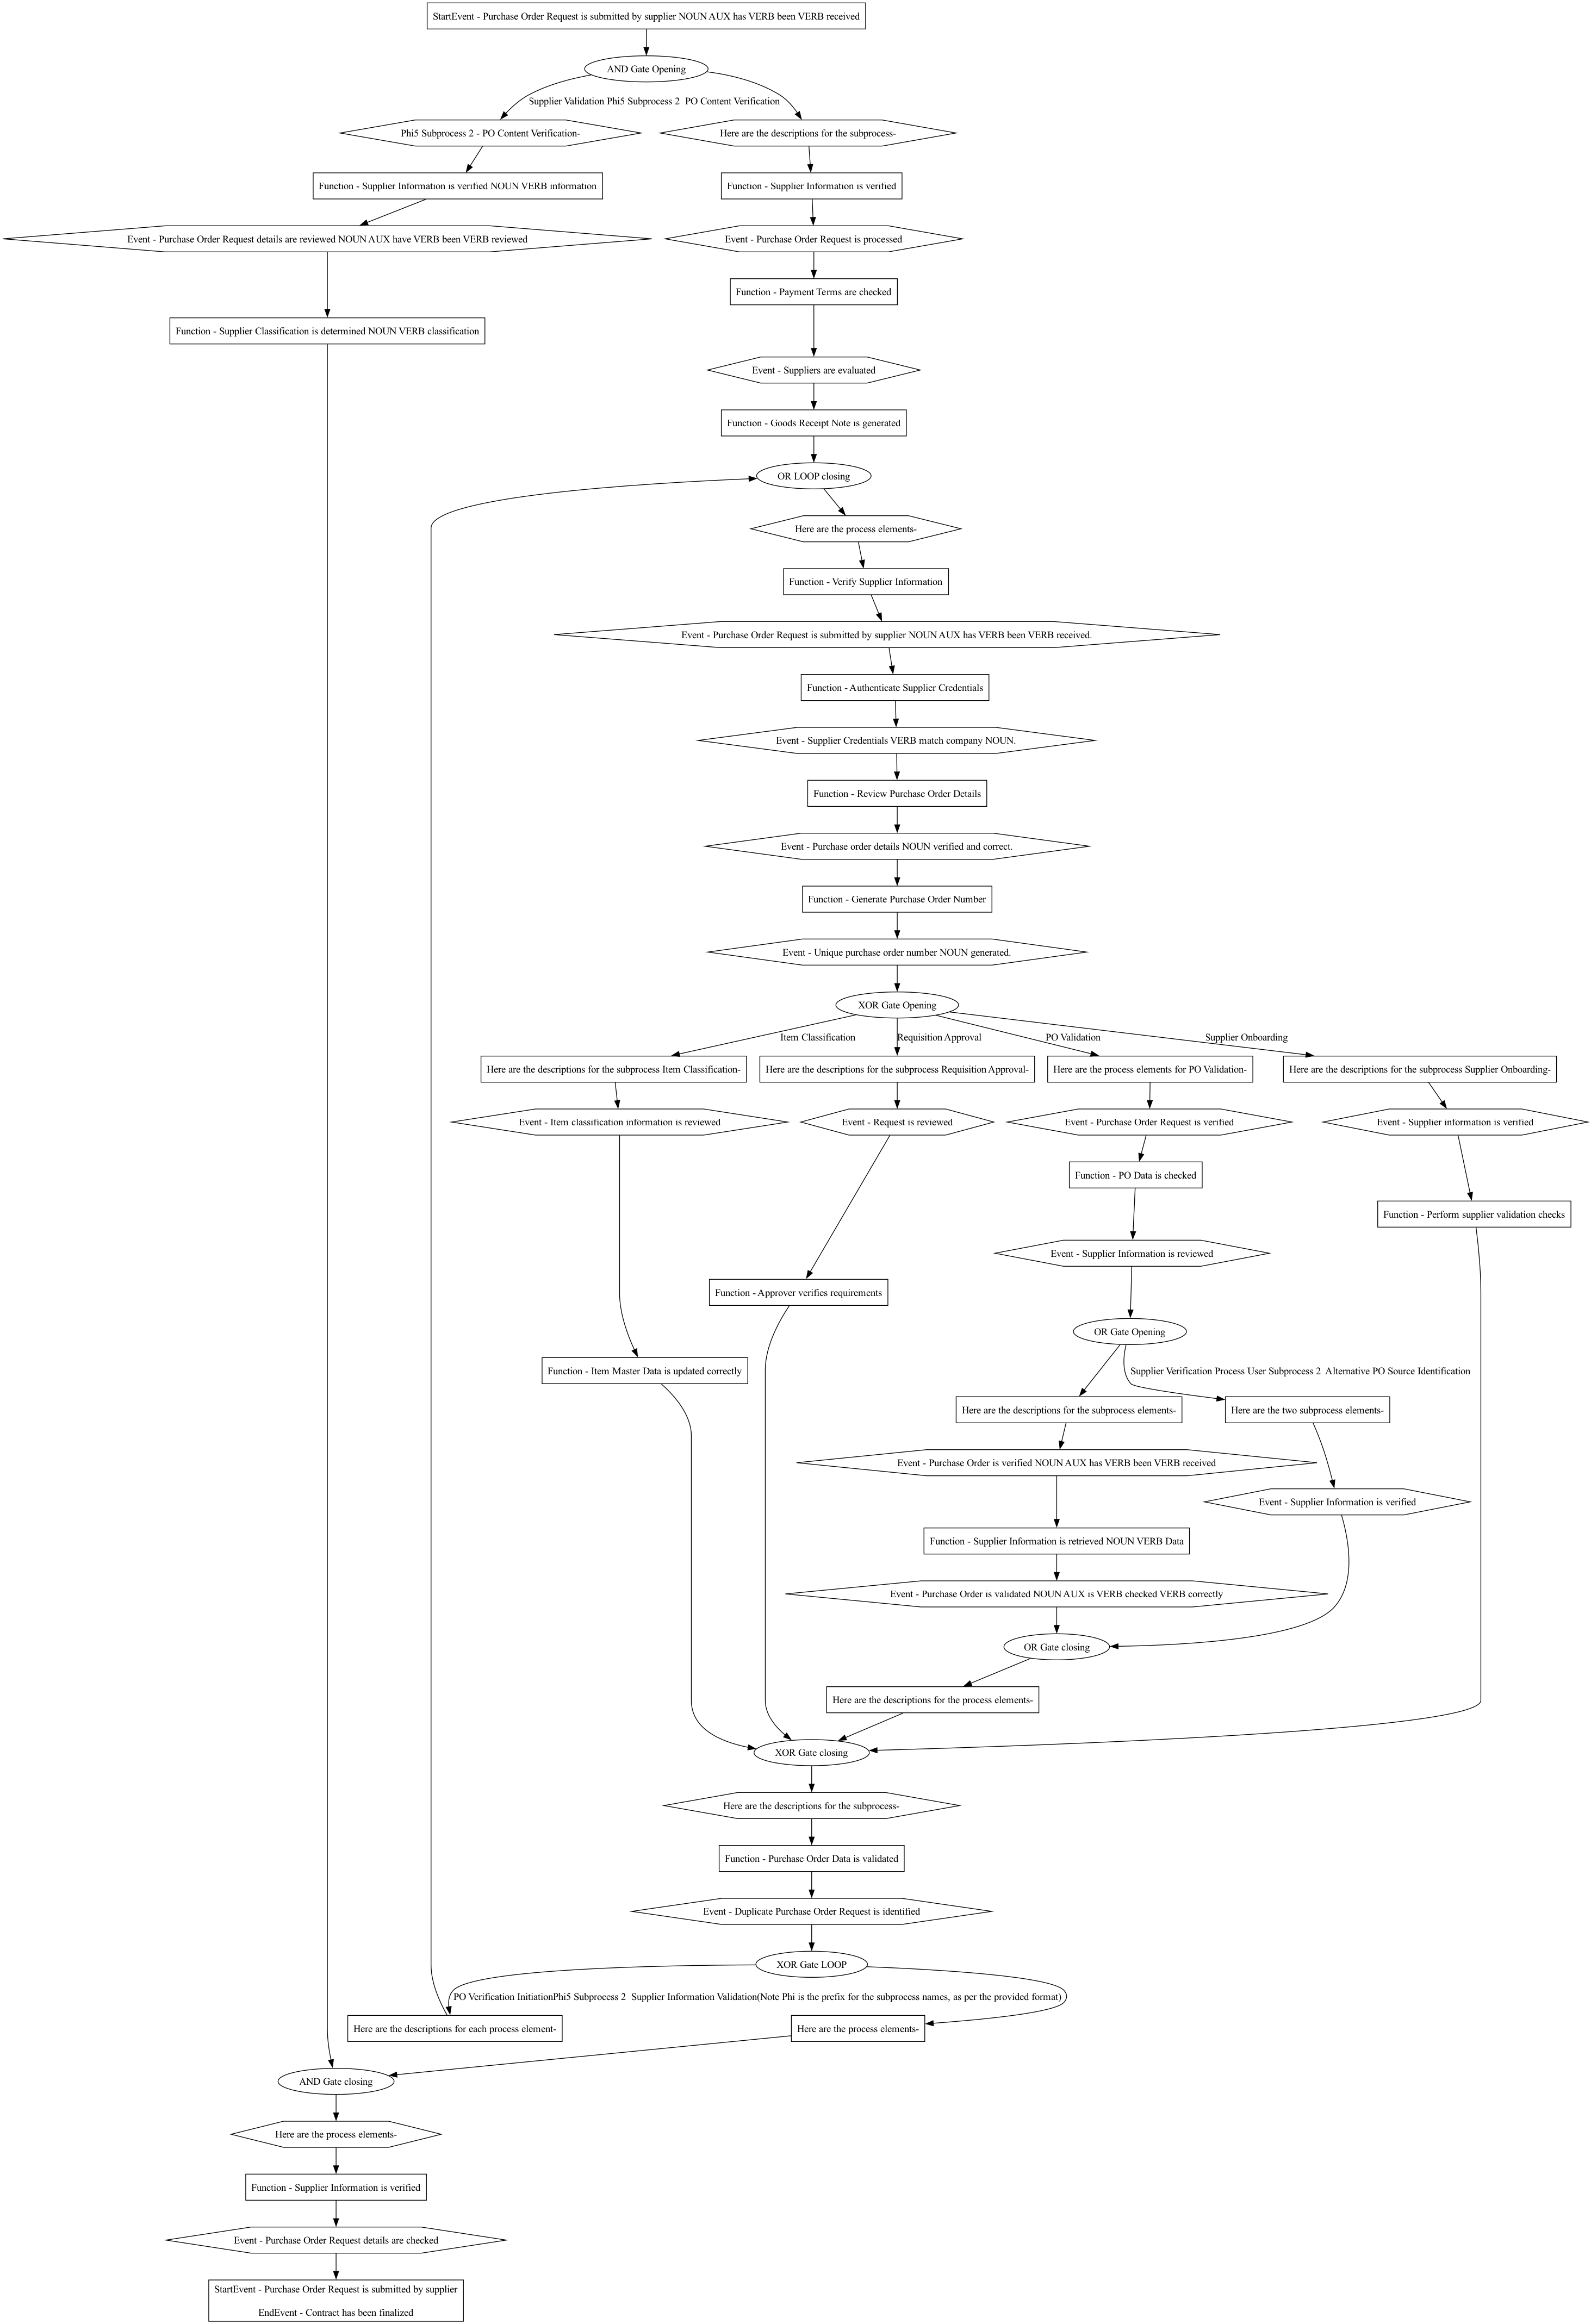 StartEvent - Purchase Order Request is submitted by supplier NOUN AUX has VERB been VERB received
AND Gate Opening
Supplier Validation Phi5 Subprocess 2  PO Content Verification
Phi5 Subprocess 2 - PO Content Verification-
Here are the descriptions for the subprocess-
Function - Supplier Information is verified NOUN VERB information
Function - Supplier Information is verified
Event - Purchase Order Request details are reviewed NOUN AUX have VERB been VERB reviewed
Event - Purchase Order Request is processed
Function - Payment Terms are checked
Function - Supplier Classification is determined NOUN VERB classification
Event - Suppliers are evaluated
Function - Goods Receipt Note is generated
OR LOOP closing
Here are the process elements-
Function - Verify Supplier Information
Event - Purchase Order Request is submitted by supplier NOUN AUX has VERB been VERB received.
Function - Authenticate Supplier Credentials
Event - Supplier Credentials VERB match company NOUN.
Function - Review Purchase Order Details
Event - Purchase order details NOUN verified and correct.
Function - Generate Purchase Order Number
Event - Unique purchase order number NOUN generated.
XOR Gate Opening
Item Classification
Requisition Approval
PO Validation
Supplier Onboarding
Here are the descriptions for the subprocess Item Classification-
Here are the descriptions for the subprocess Requisition Approval-
Here are the process elements for PO Validation-
Here are the descriptions for the subprocess Supplier Onboarding-
Event - Item classification information is reviewed
Event - Request is reviewed
Event - Purchase Order Request is verified
Event - Supplier information is verified
Function - PO Data is checked
Function - Perform supplier validation checks
Event - Supplier Information is reviewed
Function - Approver verifies requirements
OR Gate Opening
Function - Item Master Data is updated correctly
Supplier Verification Process User Subprocess 2  Alternative PO Source Identification
Here are the descriptions for the subprocess elements-
Here are the two subprocess elements-
Event - Purchase Order is verified NOUN AUX has VERB been VERB received
Event - Supplier Information is verified
Function - Supplier Information is retrieved NOUN VERB Data
Event - Purchase Order is validated NOUN AUX is VERB checked VERB correctly
OR Gate closing
Here are the descriptions for the process elements-
XOR Gate closing
Here are the descriptions for the subprocess-
Function - Purchase Order Data is validated
Event - Duplicate Purchase Order Request is identified
XOR Gate LOOP
PO Verification InitiationPhi5 Subprocess 2  Supplier Information Validation(Note Phi is the prefix for the subprocess names, as per the provided format)
Here are the descriptions for each process element-
Here are the process elements-
AND Gate closing
Here are the process elements-
Function - Supplier Information is verified
Event - Purchase Order Request details are checked
StartEvent - Purchase Order Request is submitted by supplier
EndEvent - Contract has been finalized